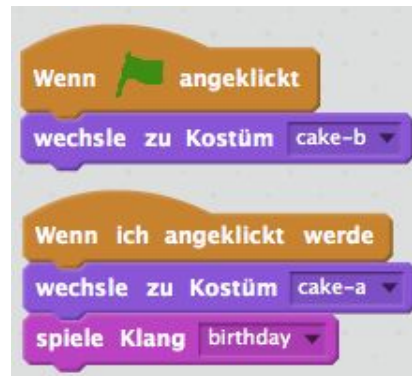 Wenn angeklickt
wechsle zu Kostüm cake-b
Wenn ich angeklickt werde
wechsle zu Kostüm cake-a
spiele Klang birthday